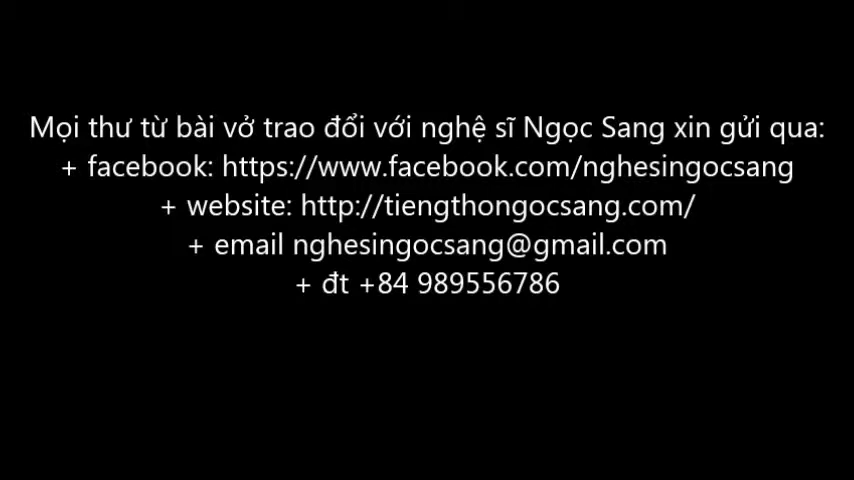 Mọi thư từ bài vở trao đổi với nghệ sĩ Ngọc Sang xin gửi qua:
+ facebook: https://www.facebook.com/nghesingocsang
+ website: http://tiengthongocsang.com/
+ email nghesingocsang@gmail.com
+ đt +84 989556786